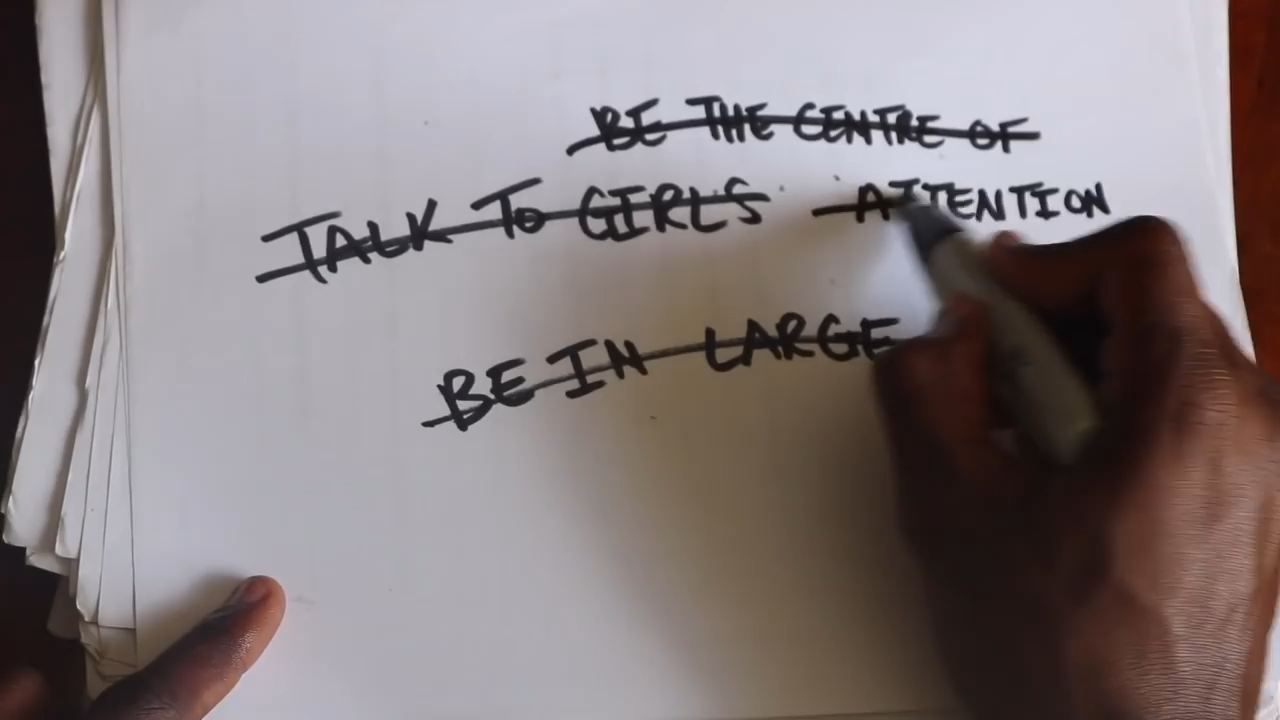 BE THE CENTRE OF
ATTENTION
TALK TO GIRLS
BE IN LARGE